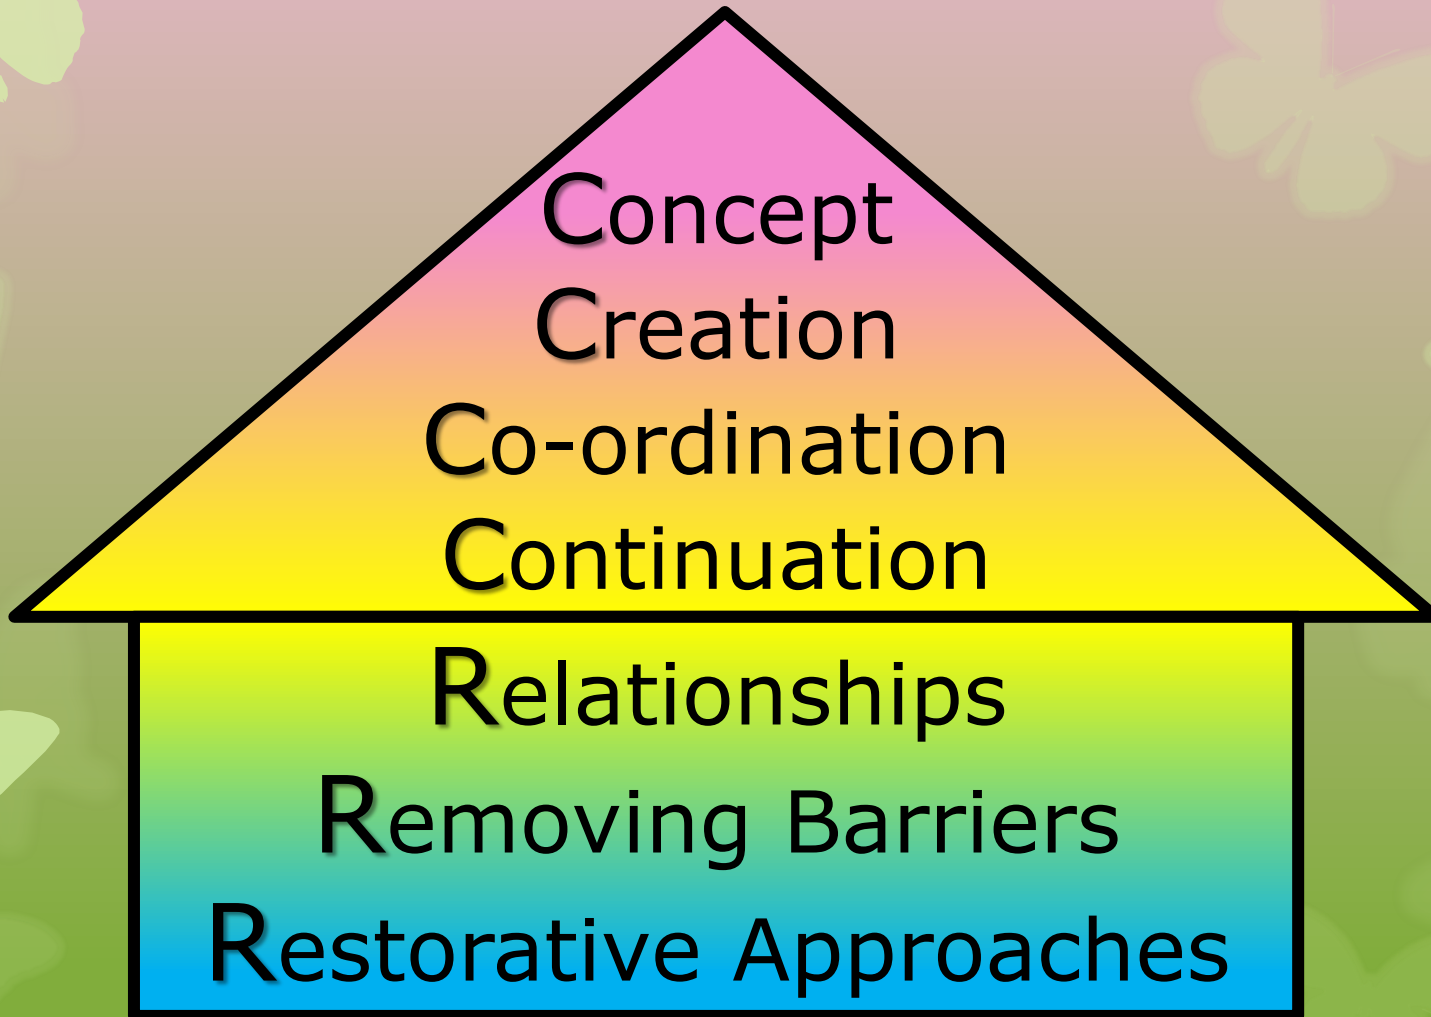 Concept
Creation
Co-ordination
Continuation
Relationships
Removing Barriers
Restorative Approaches